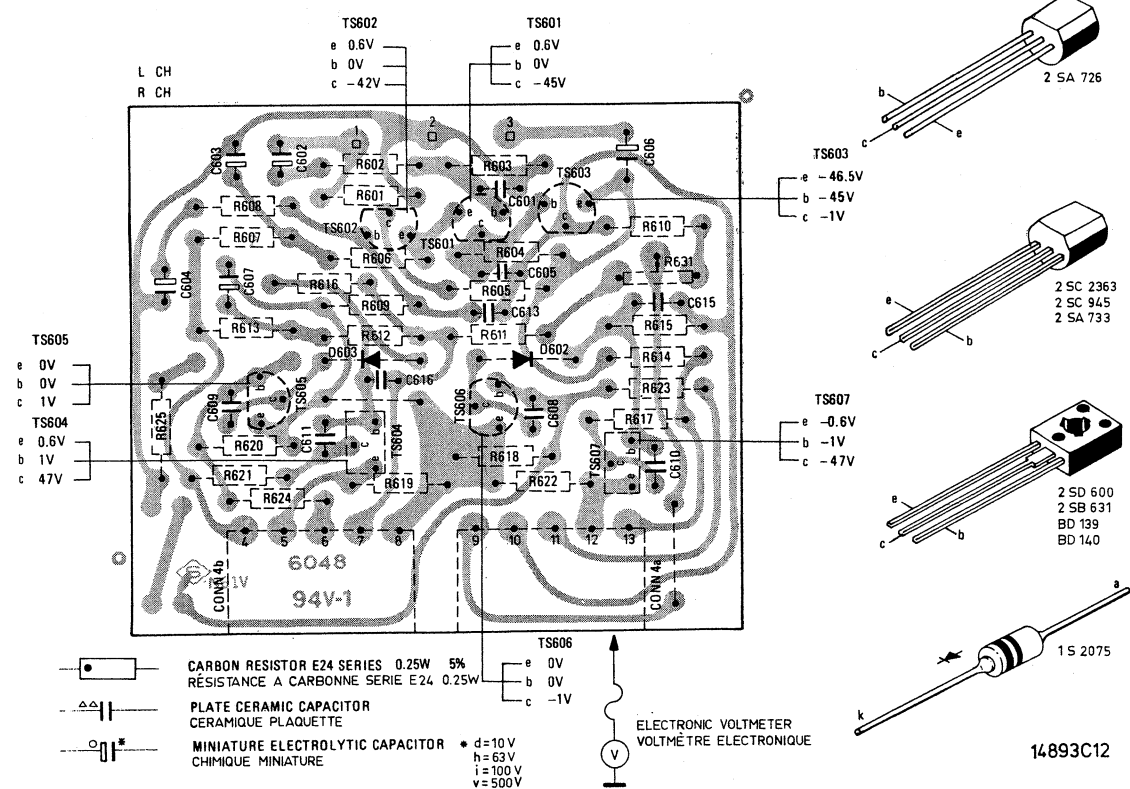 TS602
e 0.6V
b 0V
c -42V
TS601
e 0.6V
b 0V
c -45V
L CH
R CH
2 SA 726
b
c
e
TS603
e -46.5V
b -45V
c -1V
1
2
3
C603
C602
R602
R603
C606
TS603
R601
C601
R608
c
e
b
b
e
c
TS602
b
e
TS601
c
R610
R607
R606
R604
R631
C604
C607
R616
C605
R605
C615
R609
C613
R613
R612
R611
R615
D603
D602
R614
C616
R623
e
c
b
2 SC 2363
2 SC 945
2 SA 733
TS605
e 0V
b 0V
c 1V
TS604
e 0.6V
b 1V
c 47V
R625
C609
b
c
e
TS605
TS606
b
c
C608
R617
R620
C611
b
c
e
TS604
R618
TS607
b
c
e
C610
R621
R619
R622
R624
TS607
e -0.6V
b -1V
c -47V
e
c
b
2 SD 600
2 SB 631
BD 139
BD 140
4
5
6
7
8
9
10
11
12
13
CONN 4b
CONN 4a
6048
94V-1
TS606
e 0V
b 0V
c -1V
a
1 S 2075
k
CARBON RESISTOR E24 SERIES 0.25W 5%
RÉSISTANCE A CARBONNE SERIE E24 0.25W
PLATE CERAMIC CAPACITOR
CERAMIQUE PLAQUETTE
MINIATURE ELECTROLYTIC CAPACITOR
CHIMIQUE MINIATURE
* d=10 V
h=63V
i=100V
v=500V
V
ELECTRONIC VOLTMETER
VOLTMÈTRE ELECTRONIQUE
14893C12